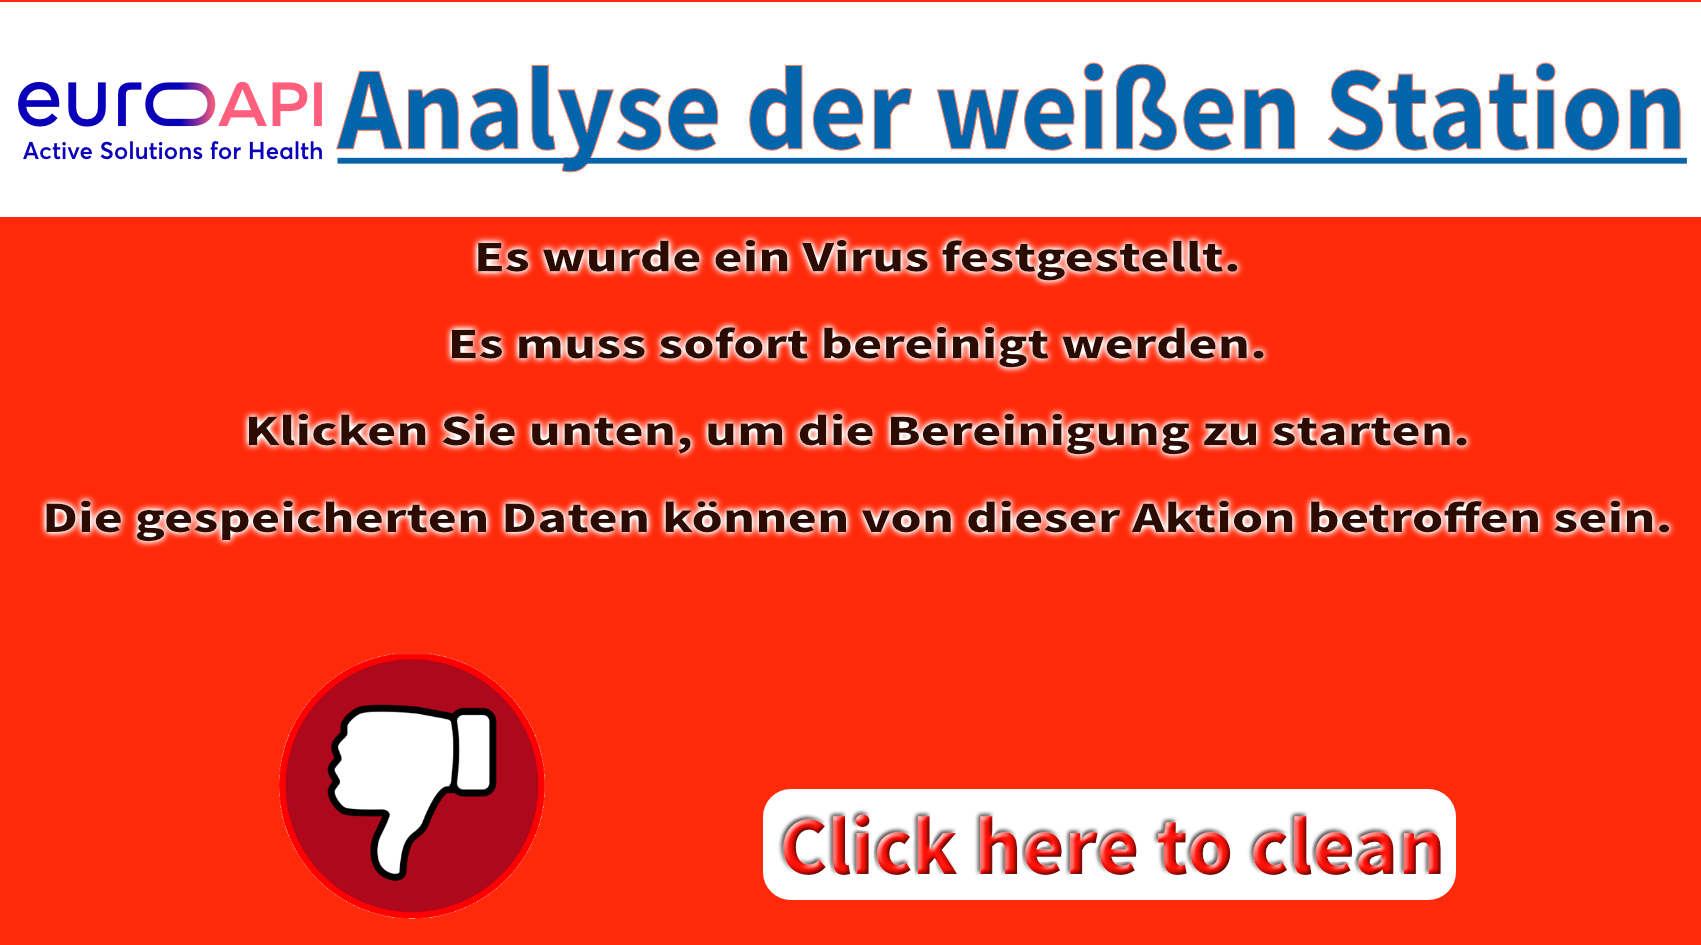 euroAPI
Active Solutions for Health
Analyse der weißen Station
Es wurde ein Virus festgestellt.
Es muss sofort bereinigt werden.
Klicken Sie unten, um die Bereinigung zu starten.
Die gespeicherten Daten können von dieser Aktion betroffen sein.
Click here to clean